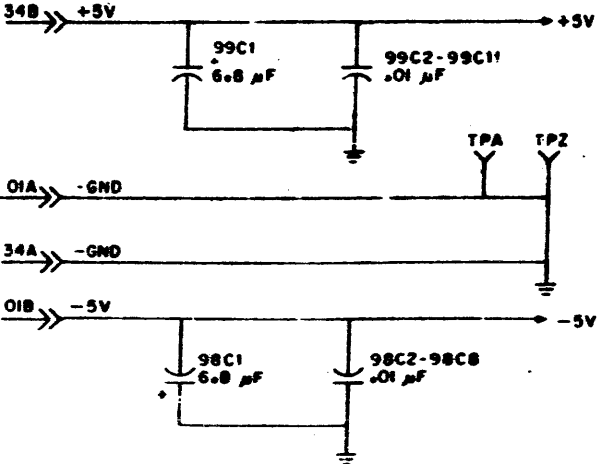 34B +5V +5V
99C1
+
6.8 µF
99C2-99C11
.01 µF
TPA TPZ
01A -GND
34A -GND
01B -5V -5V
98C1
6.8 µF
+
98C2-98C8
.01 µF